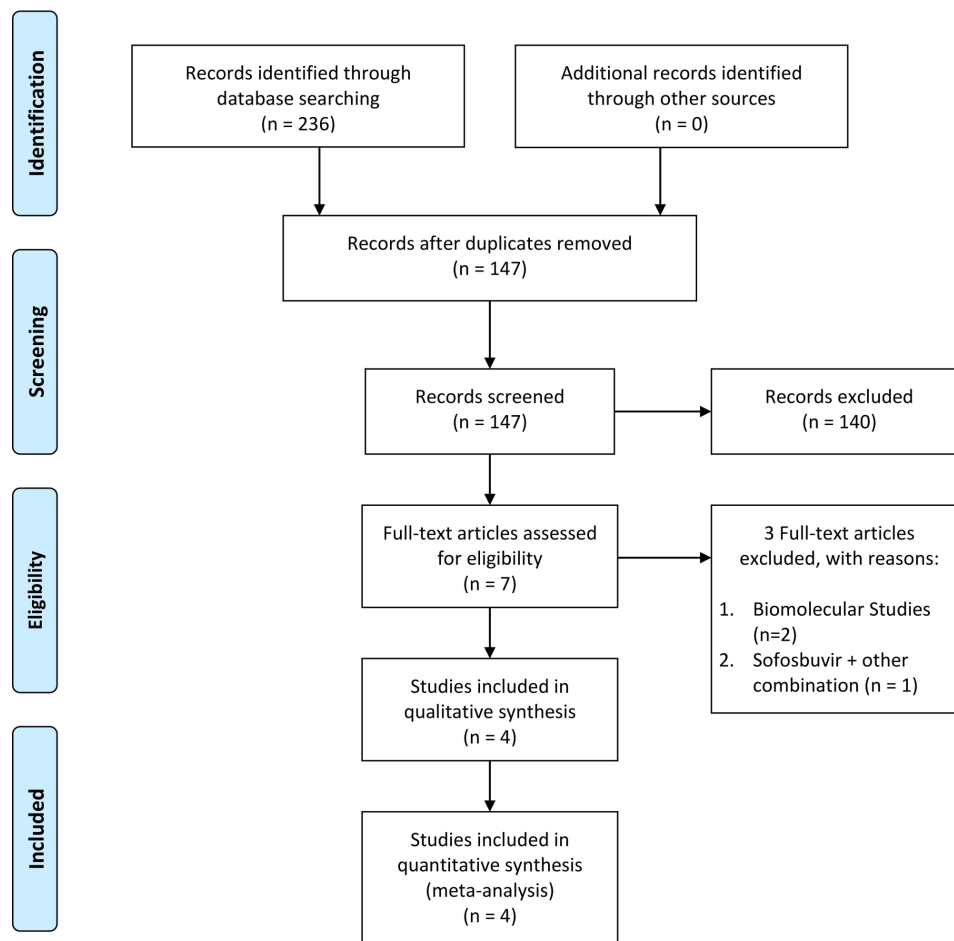 Identification
Records identified through
database searching
(n = 236)
Additional records identified
through other sources
(n = 0)
Records after duplicates removed
(n = 147)
Screening
Records screened
(n = 147)
Records excluded
(n = 140)
Eligibility
Full-text articles assessed
for eligibility
(n = 7)
3 Full-text articles
excluded, with reasons:
1. Biomolecular Studies
(n=2)
2. Sofosbuvir + other
combination (n = 1)
Studies included in
qualitative synthesis
(n = 4)
Included
Studies included in
quantitative synthesis
(meta-analysis)
(n = 4)